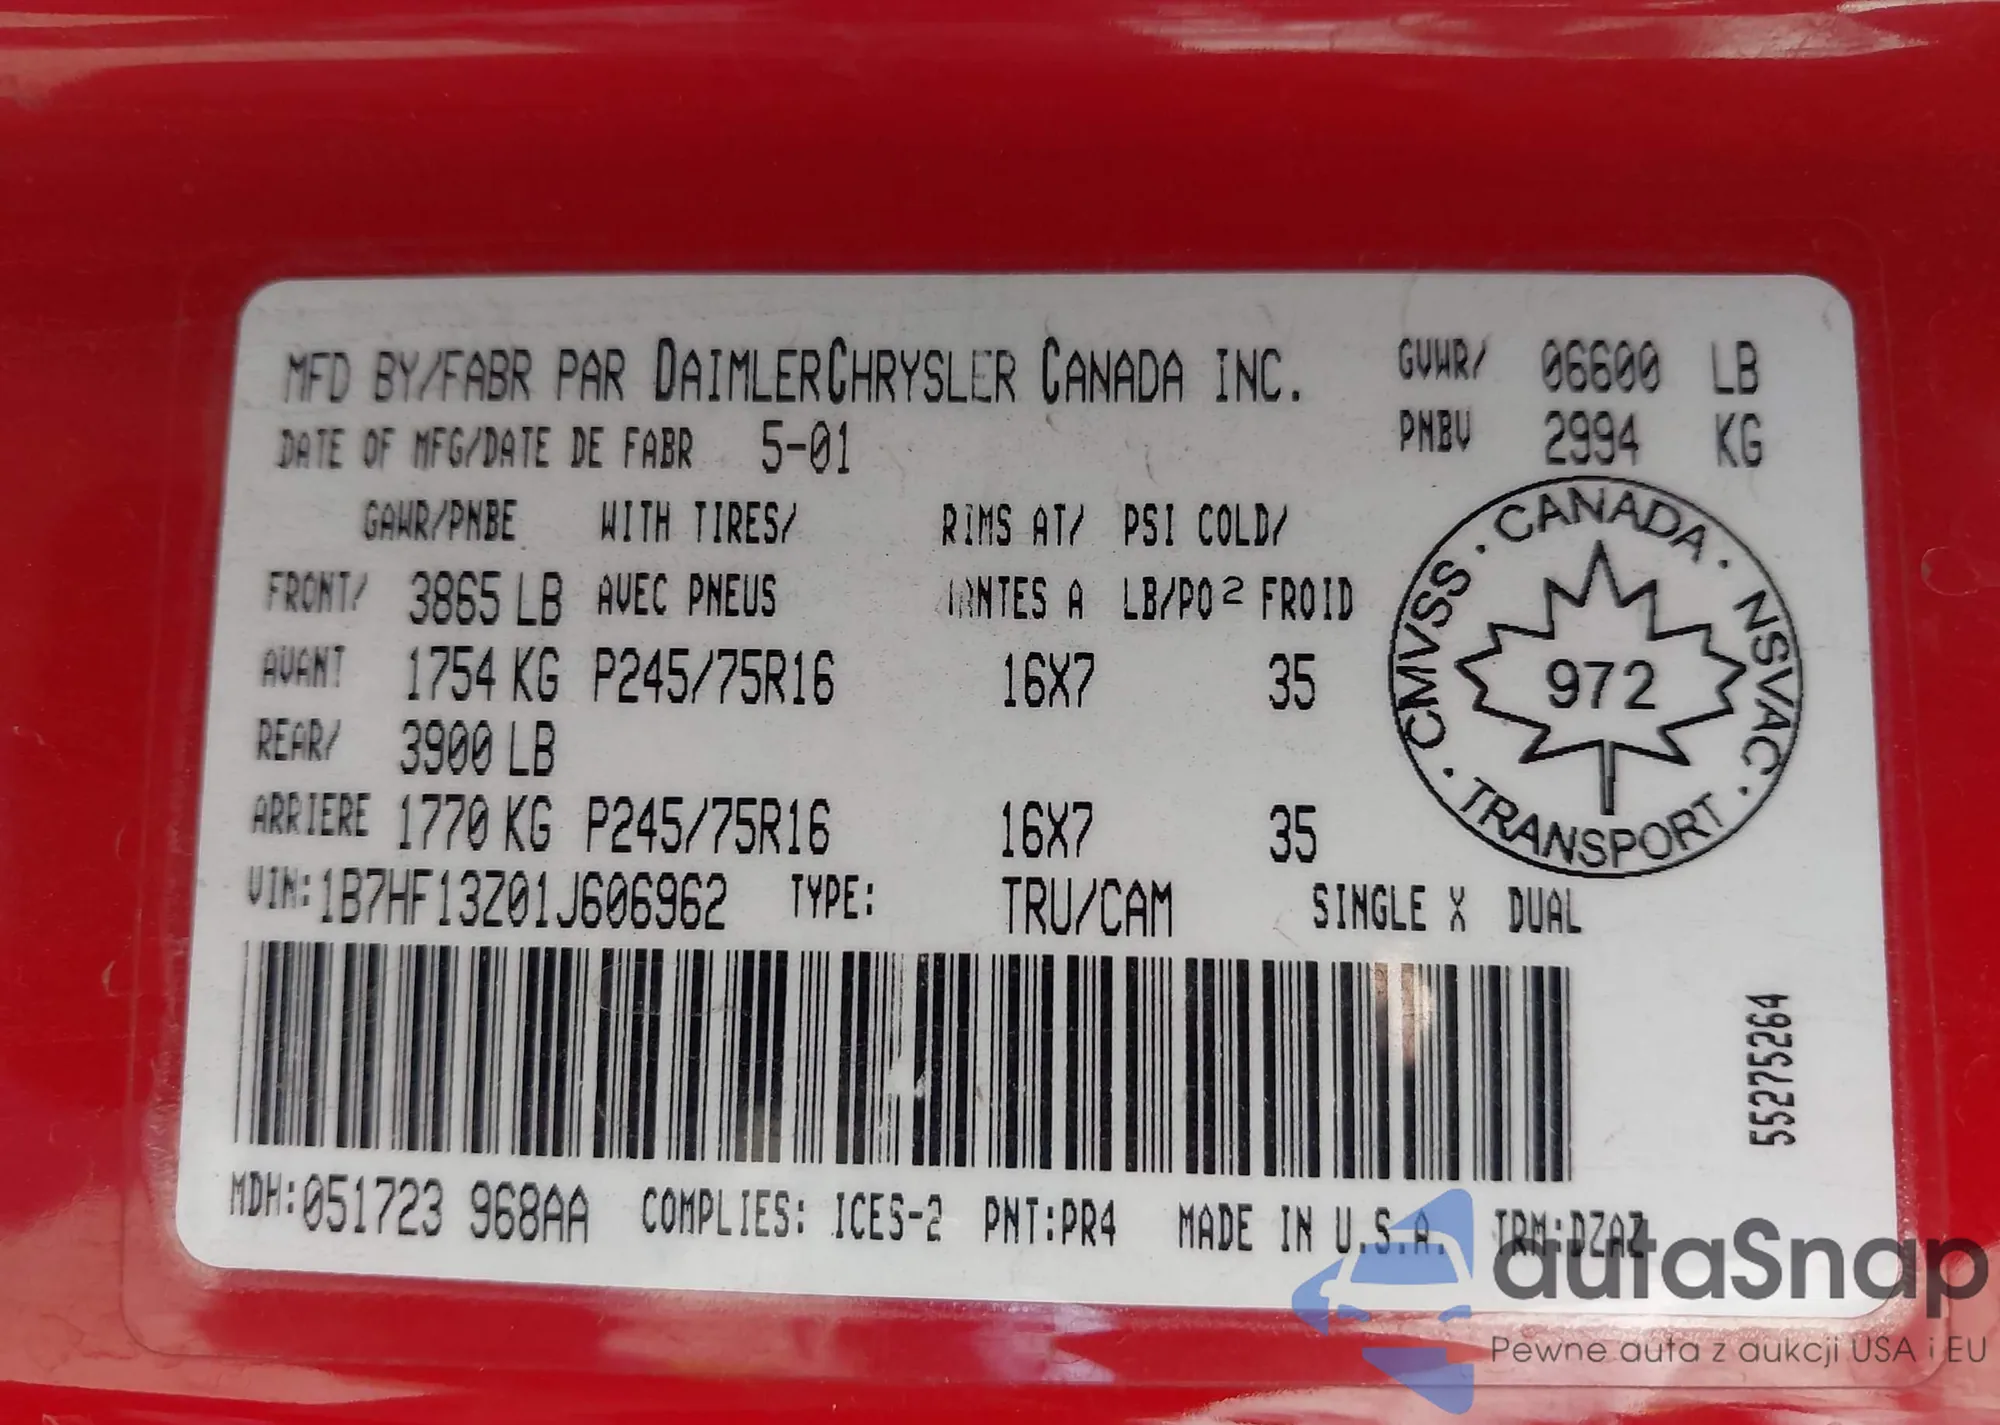 MFD BY/FABR PAR DAIMLERCHRYSLER CANADA INC. GVWR/ 06600 LB
DATE OF MFG/DATE DE FABR 5-01 PNBV 2994 KG
GAWR/PNBE WITH TIRES/ RIMS AT/ PSI COLD/
FRONT/ 3865 LB AVEC PNEUS JANTES A LB/PO2 FROID
AVANT 1754 KG P245/75R16 16X7 35
REAR/ 3900 LB
ARRIERE 1770 KG P245/75R16 16X7 35
CANADA · NSVAC · TRANSPORT · CMVSS ·
972
VIN: 1B7HF13Z01J606962 TYPE: TRU/CAM SINGLE X DUAL
55275264
MDH: 051723 968AA COMPLIES: ICES-2 PNT:PR4 MADE IN U.S.A. TRM:DZAZ
autaSnap
Pewne auta z aukcji USA i EU